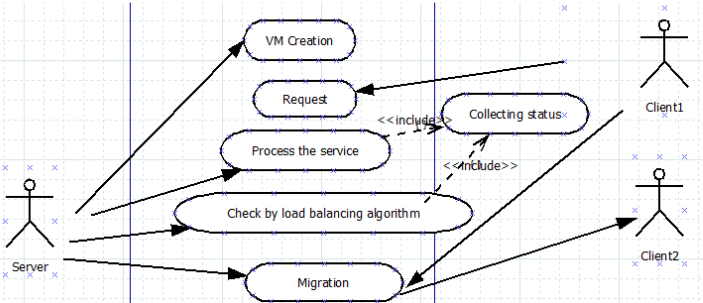 VM Creation
Request
Client1
Collecting status
<<include>>
Process the service
<<include>>
Check by load balancing algorithm
Client2
Server
Migration